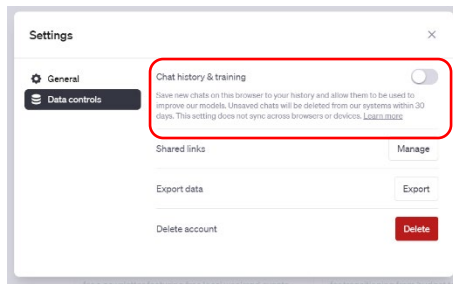 Settings
General
Data controls
Chat history & training
Save new chats on this browser to your history and allow them to be used to
improve our models. Unsaved chats will be deleted from our systems within 30
days. This setting does not sync across browsers or devices. Learn more
Shared links
Manage
Export data
Export
Delete account
Delete